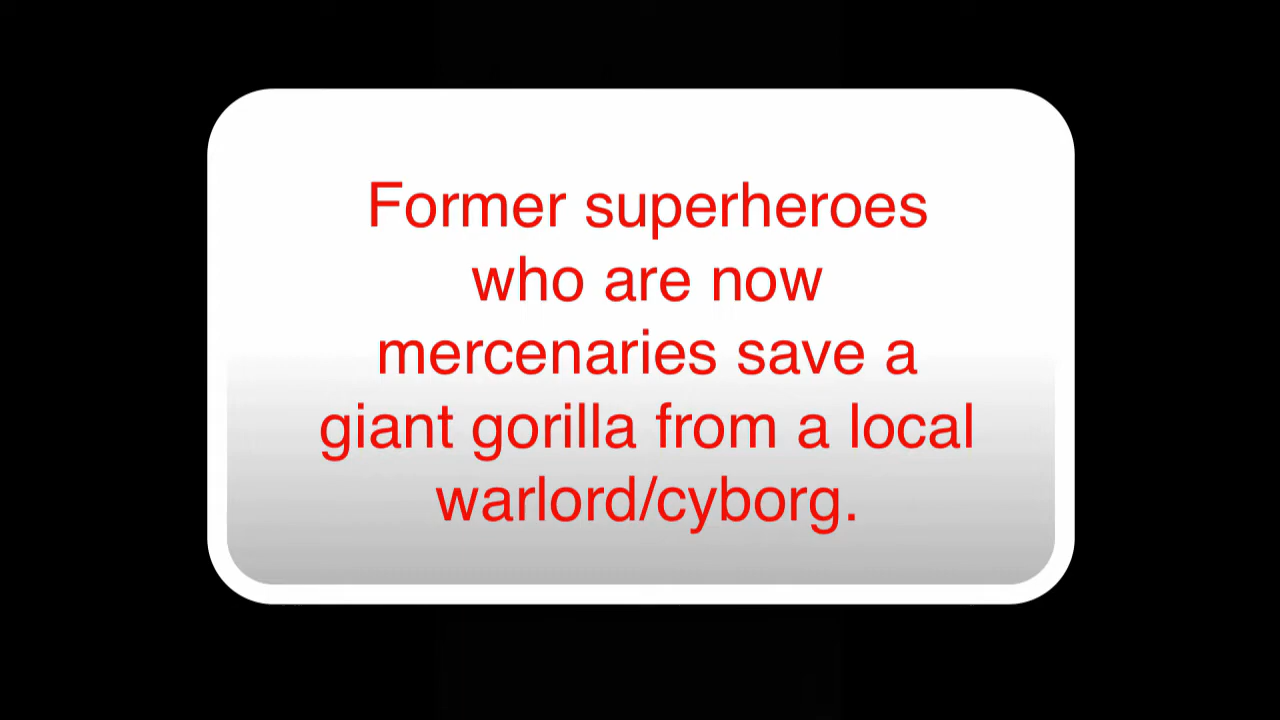 Former superheroes
who are now
mercenaries save a
giant gorilla from a local
warlord/cyborg.